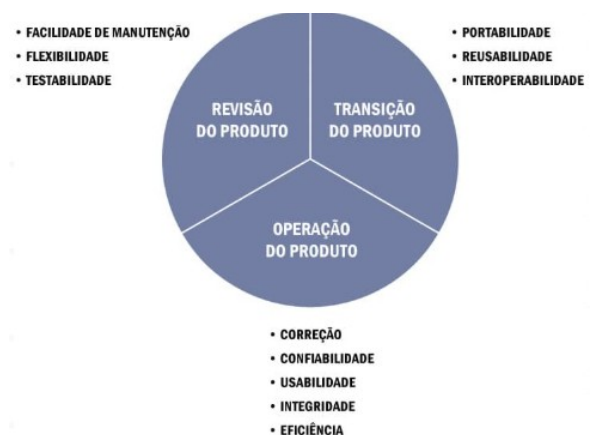 • FACILIDADE DE MANUTENÇÃO
• FLEXIBILIDADE
• TESTABILIDADE
• PORTABILIDADE
• REUSABILIDADE
• INTEROPERABILIDADE
REVISÃO
DO PRODUTO
TRANSIÇÃO
DO PRODUTO
OPERAÇÃO
DO PRODUTO
• CORREÇÃO
• CONFIABILIDADE
• USABILIDADE
• INTEGRIDADE
• EFICIÊNCIA